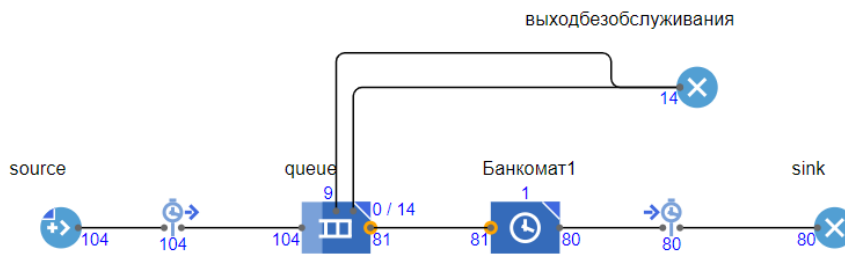 выходбезобслуживания
14
source
queue
Банкомат1
sink
9
0 / 14
1
104
104
104
81
81
80
80
80